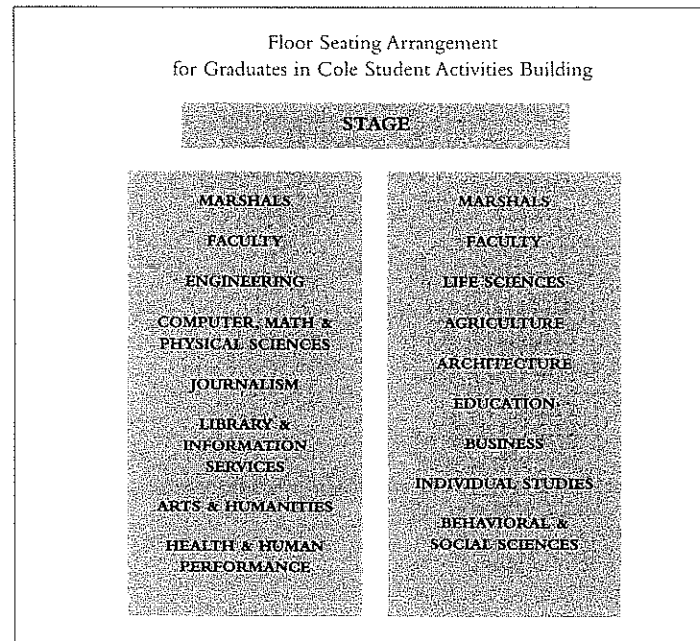 Floor Seating Arrangement
for Graduates in Cole Student Activities Building
STAGE
MARSHALS
FACULTY
ENGINEERING
COMPUTER, MATH &
PHYSICAL SCIENCES
JOURNALISM
LIBRARY &
INFORMATION
SERVICES
ARTS & HUMANITIES
HEALTH & HUMAN
PERFORMANCE
MARSHALS
FACULTY
LIFE SCIENCES
AGRICULTURE
ARCHITECTURE
EDUCATION
BUSINESS
INDIVIDUAL STUDIES
BEHAVIORAL &
SOCIAL SCIENCES